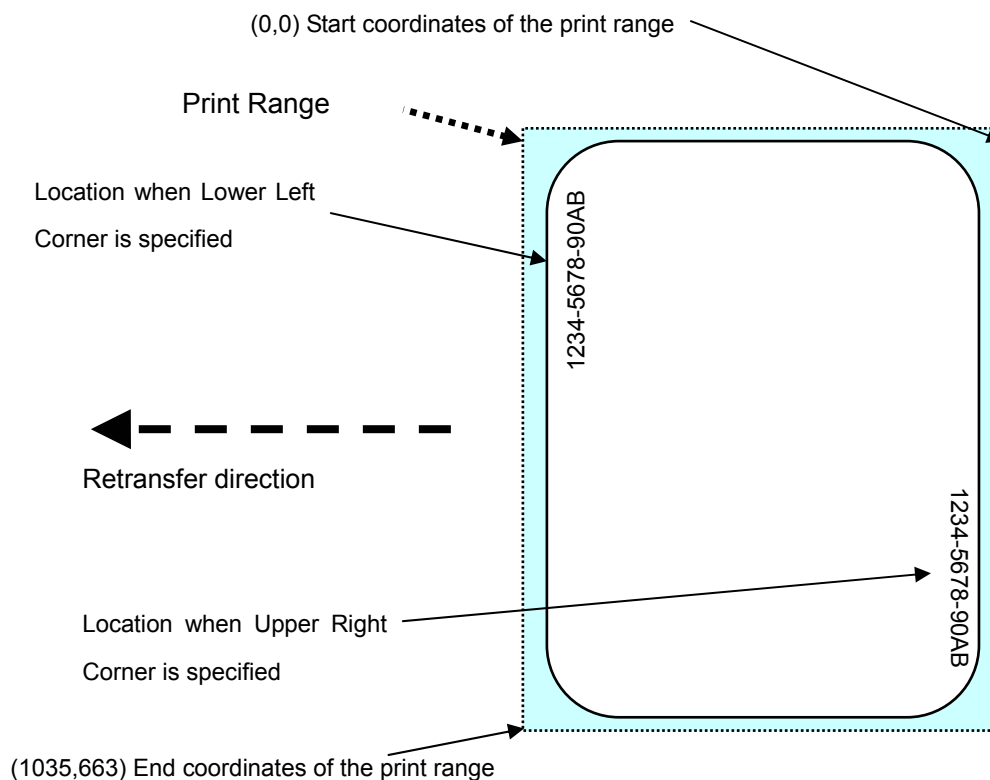 (0,0) Start coordinates of the print range
Print Range
Location when Lower Left
Corner is specified
1234-5678-90AB
Retransfer direction
1234-5678-90AB
Location when Upper Right
Corner is specified
(1035,663) End coordinates of the print range